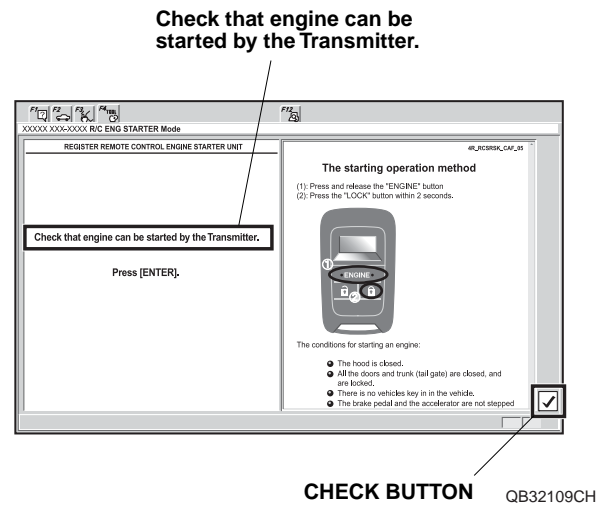 Check that engine can be
started by the Transmitter.
F1 F2 F3 F4 TOOL F12
XXXXX XXX-XXXX R/C ENG STARTER Mode
REGISTER REMOTE CONTROL ENGINE STARTER UNIT
Check that engine can be started by the Transmitter.
Press [ENTER].
4R_RCSRSK_CAF_05
The starting operation method
(1): Press and release the "ENGINE" button
(2): Press the "LOCK" button within 2 seconds.
1
• ENGINE •
2
The conditions for starting an engine:
● The hood is closed.
● All the doors and trunk (tail gate) are closed, and
are locked.
● There is no vehicles key in in the vehicle.
● The brake pedal and the accelerator are not stepped
CHECK BUTTON
QB32109CH